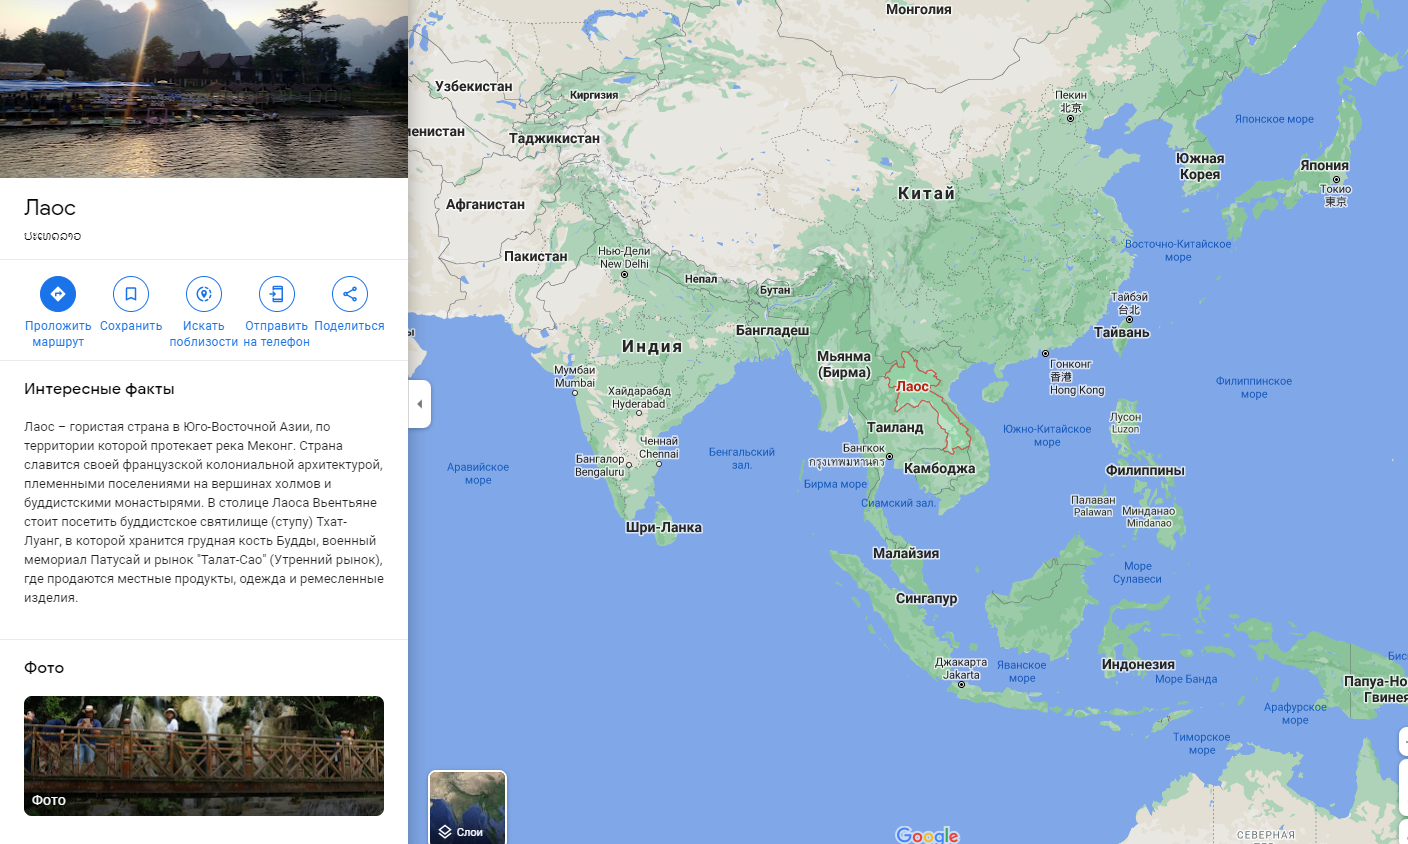 Лаос
ປະເທດລາວ
Проложить
маршрут
Сохранить
Искать
поблизости
Отправить
на телефон
Поделиться
Интересные факты
Лаос – гористая страна в Юго-Восточной Азии, по
территории которой протекает река Меконг. Страна
славится своей французской колониальной архитектурой,
племенными поселениями на вершинах холмов и
буддистскими монастырями. В столице Лаоса Вьентьяне
стоит посетить буддистское святилище (ступу) Тхат-
Луанг, в которой хранится грудная кость Будды, военный
мемориал Патусай и рынок "Талат-Сао" (Утренний рынок),
где продаются местные продукты, одежда и ремесленные
изделия.
Фото
Фото
Монголия
Узбекистан
Киргизия
Пекин
北京
Японское море
менистан
Таджикистан
Южная
Корея
Япония
Токио
東京
Китай
Афганистан
Восточно-Китайское
море
Пакистан
Нью-Дели
New Delhi
Непал
Бутан
Тайбэй
台北
Тайвань
Бангладеш
ы
Индия
Мьянма
(Бирма)
Гонконг
香港
Hong Kong
Мумбаи
Mumbai
Лаос
Филиппинское
море
Хайдарабад
Hyderabad
Таиланд
Южно-Китайское
море
Лусон
Luzon
Ченнаи
Chennai
Бангкок
กรุงเทพมหานคร
Бенгальский
зал.
Аравийское
море
Бангалор
Bengaluru
Камбоджа
Филиппины
Бирма море
Сиамский зал.
Палаван
Palawan
Минданао
Mindanao
Шри-Ланка
Малайзия
Море
Сулавеси
Сингапур
Джакарта
Jakarta
Яванское
море
Индонезия
Море Банда
Бис
Папуа-Но
Гвинея
Арафурское
море
Тиморское
море
Слои
Google
СЕВЕРНАЯ